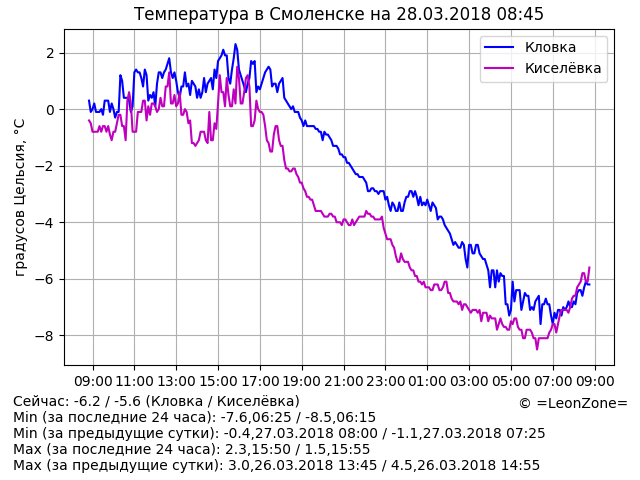 Температура в Смоленске на 28.03.2018 08:45
Кловка
Киселёвка
градусов Цельсия, °C
2
0
−2
−4
−6
−8
09:00 11:00 13:00 15:00 17:00 19:00 21:00 23:00 01:00 03:00 05:00 07:00 09:00
Сейчас: -6.2 / -5.6 (Кловка / Киселёвка)
© =LeonZone=
Min (за последние 24 часа): -7.6,06:25 / -8.5,06:15
Min (за предыдущие сутки): -0.4,27.03.2018 08:00 / -1.1,27.03.2018 07:25
Max (за последние 24 часа): 2.3,15:50 / 1.5,15:55
Max (за предыдущие сутки): 3.0,26.03.2018 13:45 / 4.5,26.03.2018 14:55